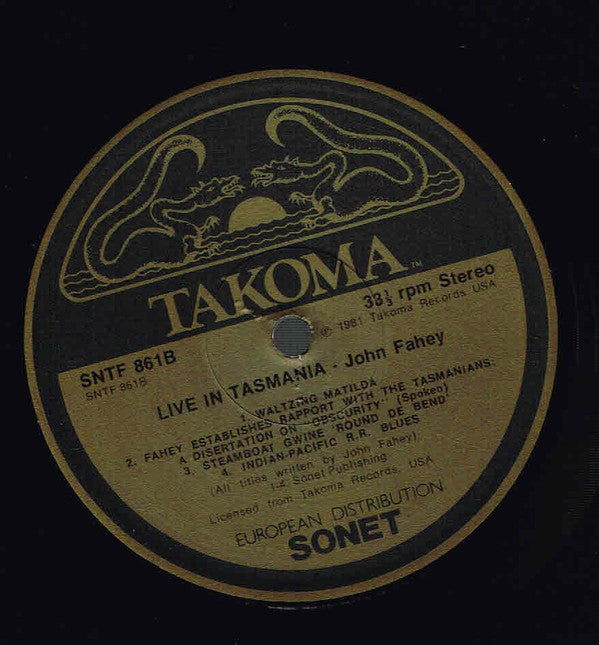 TAKOMA™
33⅓ rpm Stereo
℗ 1981 Takoma Records USA
SNTF 861B
SNTF 861B
LIVE IN TASMANIA - John Fahey
1. WALTZING MATILDA
2. FAHEY ESTABLISHES RAPPORT WITH THE TASMANIANS:
A DISERTATION ON "OBSCURITY" (Spoken)
3. STEAMBOAT GWINE 'ROUND DE BEND'
4. INDIAN-PACIFIC R.R. BLUES
(All titles written by John Fahey).
1-4. Sonet Publishing
Licensed from Takoma Records, USA
EUROPEAN DISTRIBUTION
SONET